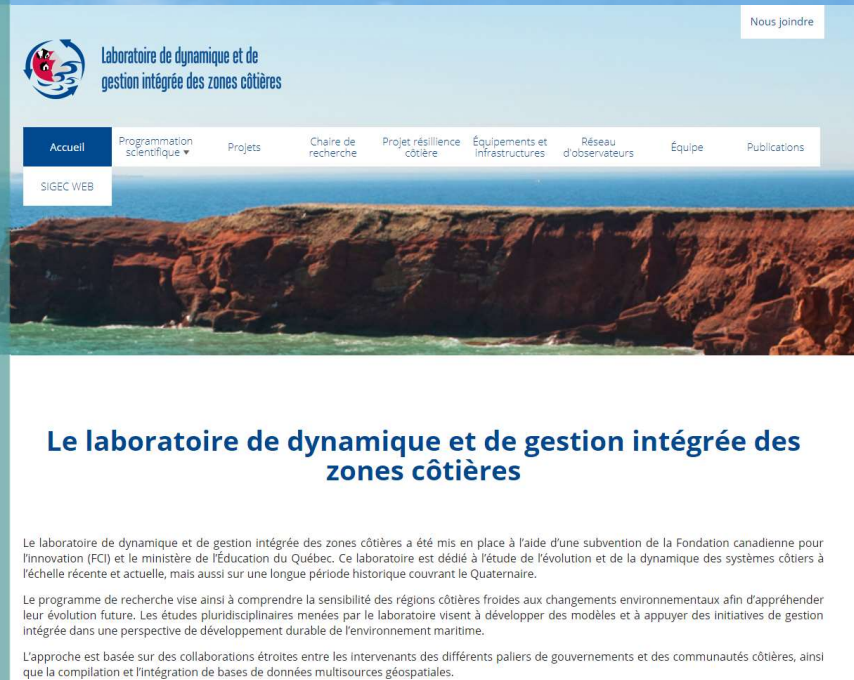 Nous joindre
Laboratoire de dynamique et de
gestion intégrée des zones côtières
Accueil
Programmation
scientifique ▼
Projets
Chaire de
recherche
Projet résillience
côtière
Équipements et
infrastructures
Réseau
d'observateurs
Équipe
Publications
SIGEC WEB
Le laboratoire de dynamique et de gestion intégrée des
zones côtières
Le laboratoire de dynamique et de gestion intégrée des zones côtières a été mis en place à l'aide d'une subvention de la Fondation canadienne pour
l'innovation (FCI) et le ministère de l'Éducation du Québec. Ce laboratoire est dédié à l'étude de l'évolution et de la dynamique des systèmes côtiers à
l'échelle récente et actuelle, mais aussi sur une longue période historique couvrant le Quaternaire.
Le programme de recherche vise ainsi à comprendre la sensibilité des régions côtières froides aux changements environnementaux afin d'appréhender
leur évolution future. Les études pluridisciplinaires menées par le laboratoire visent à développer des modèles et à appuyer des initiatives de gestion
intégrée dans une perspective de développement durable de l'environnement maritime.
L'approche est basée sur des collaborations étroites entre les intervenants des différents paliers de gouvernements et des communautés côtières, ainsi
que la compilation et l'intégration de bases de données multisources géospatiales.